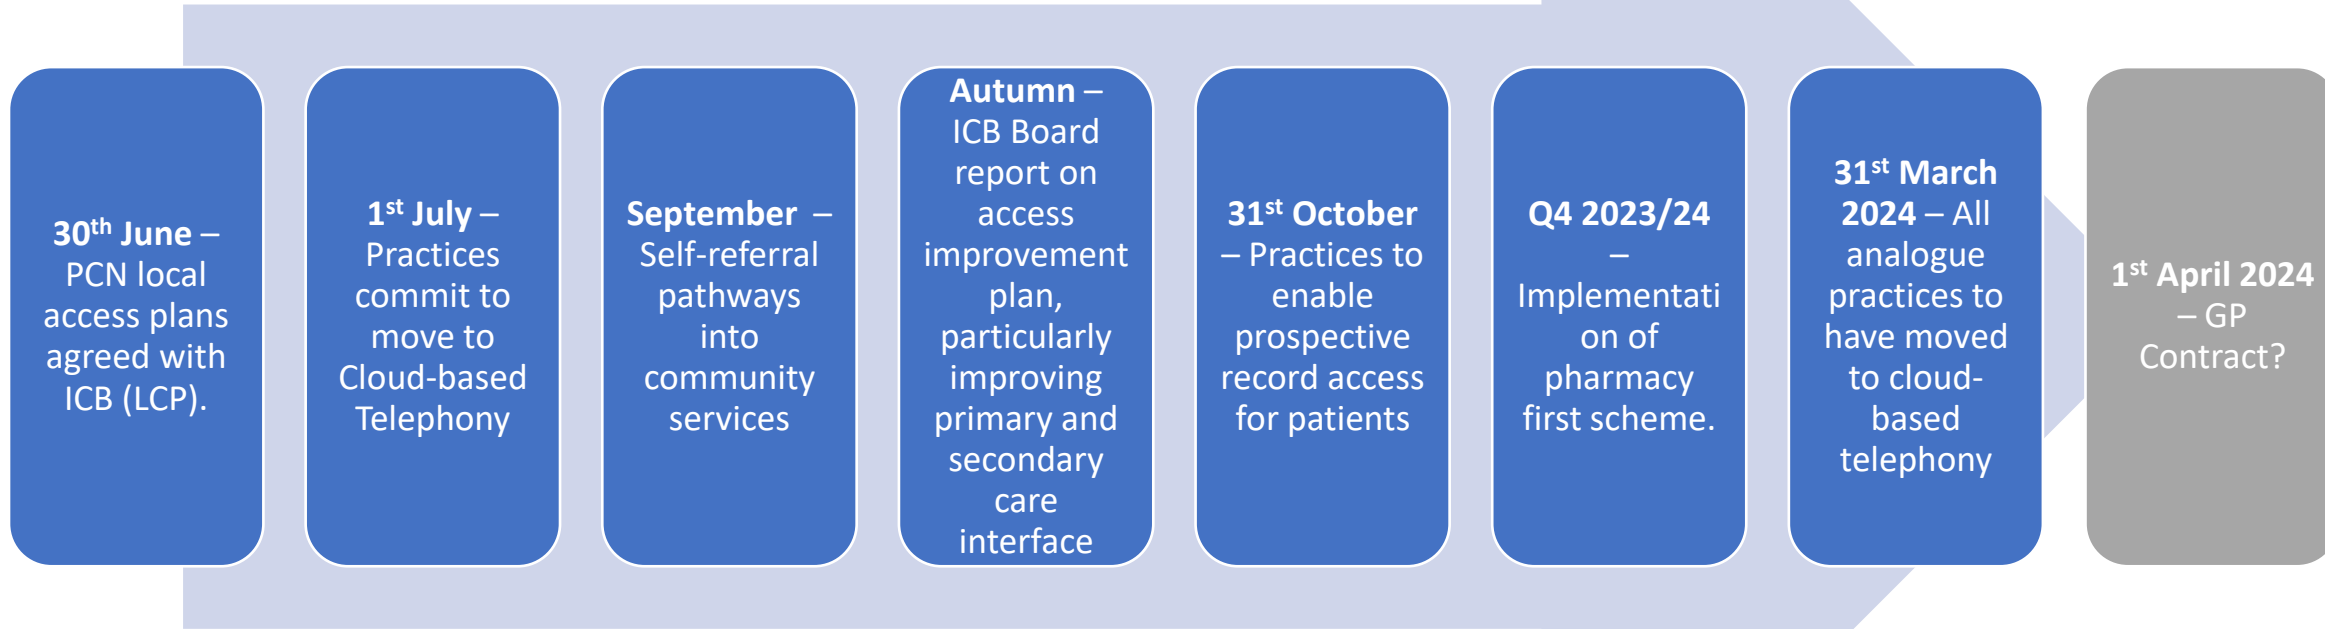 30th June –
PCN local
access plans
agreed with
ICB (LCP).
1st July –
Practices
commit to
move to
Cloud-based
Telephony
September –
Self-referral
pathways
into
community
services
Autumn –
ICB Board
report on
access
improvement
plan,
particularly
improving
primary and
secondary
care
interface
31st October
– Practices to
enable
prospective
record access
for patients
Q4 2023/24
–
Implementati
on of
pharmacy
first scheme.
31st March
2024 – All
analogue
practices to
have moved
to cloud-
based
telephony
1st April 2024
– GP
Contract?